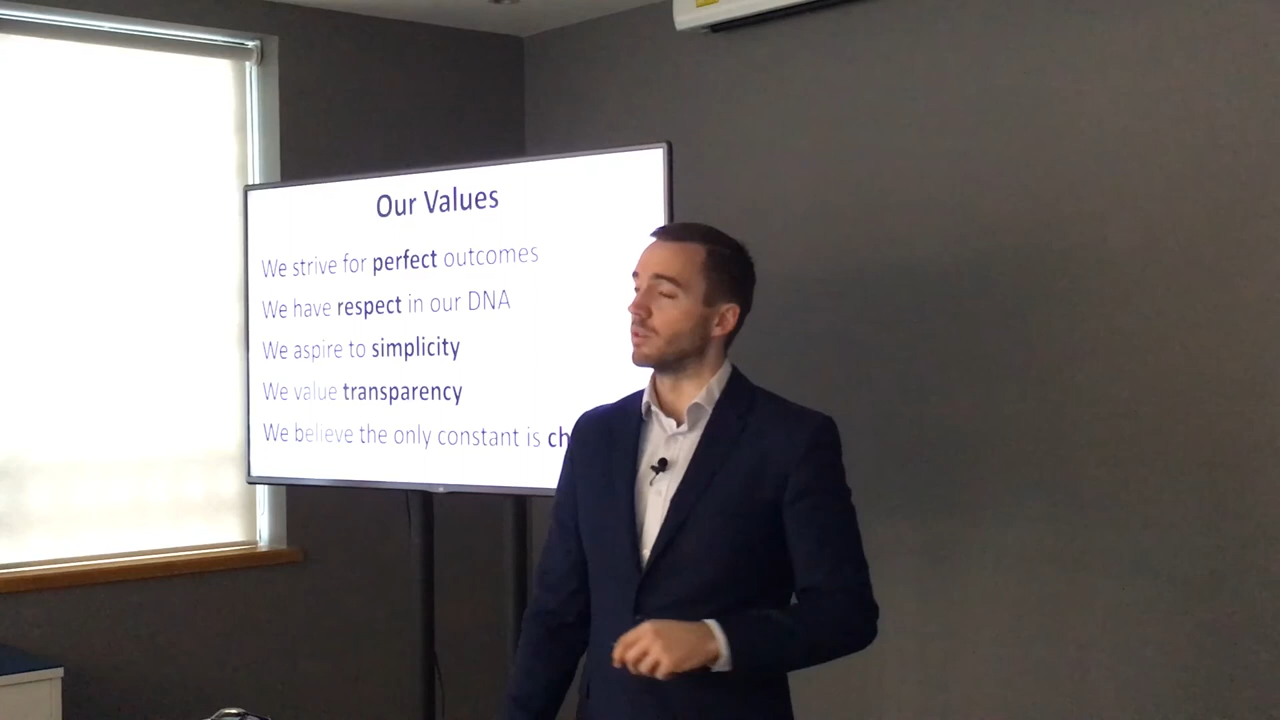 Our Values
We strive for perfect outcomes
We have respect in our DNA
We aspire to simplicity
We value transparency
We believe the only constant is ch